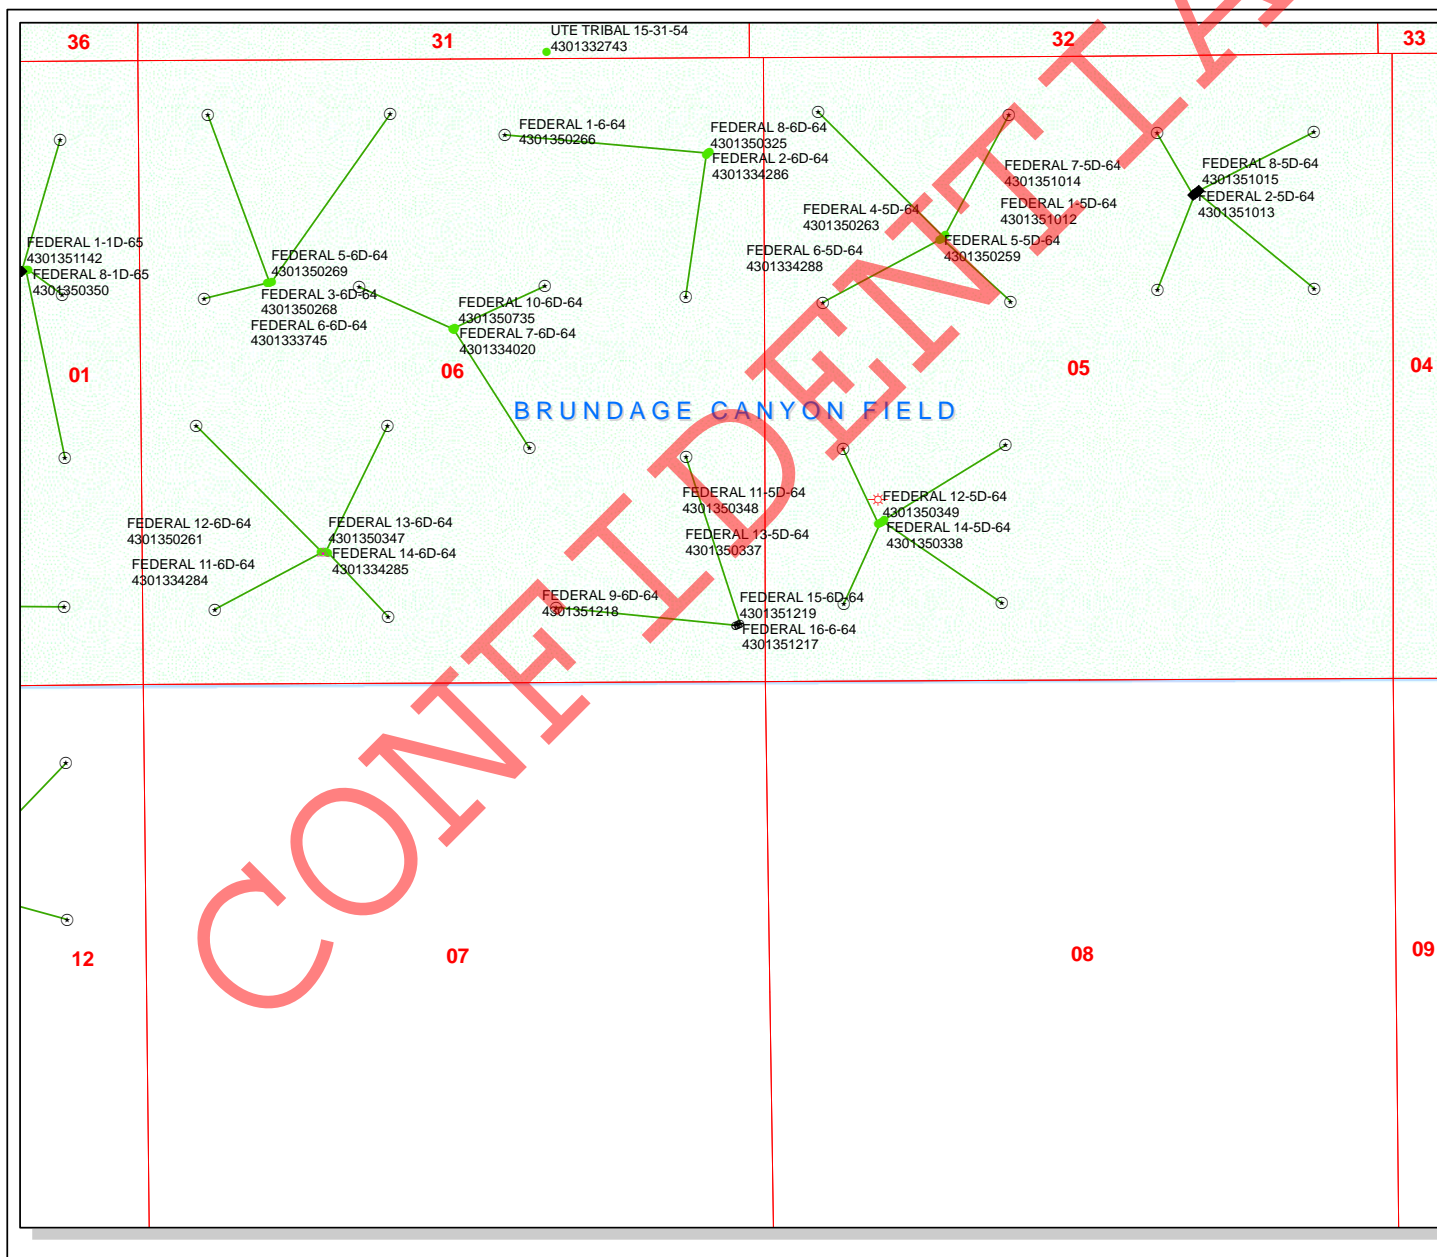 36
31
UTE TRIBAL 15-31-54
4301332743
32
33
FEDERAL 1-6-64
4301350266
FEDERAL 8-6D-64
4301350325
FEDERAL 2-6D-64
4301334286
FEDERAL 7-5D-64
4301351014
FEDERAL 1-5D-64
4301351012
FEDERAL 8-5D-64
4301351015
FEDERAL 2-5D-64
4301351013
FEDERAL 4-5D-64
4301350263
FEDERAL 6-5D-64
4301334288
FEDERAL 5-5D-64
4301350259
FEDERAL 1-1D-65
4301351142
FEDERAL 8-1D-65
4301350350
FEDERAL 5-6D-64
4301350269
FEDERAL 3-6D-64
4301350268
FEDERAL 6-6D-64
4301333745
FEDERAL 10-6D-64
4301350735
FEDERAL 7-6D-64
4301334020
01
06
05
04
BRUNDAGE CANYON FIELD
FEDERAL 11-5D-64
4301350348
FEDERAL 13-5D-64
4301350337
FEDERAL 12-5D-64
4301350349
FEDERAL 14-5D-64
4301350338
FEDERAL 12-6D-64
4301350261
FEDERAL 11-6D-64
4301334284
FEDERAL 13-6D-64
4301350347
FEDERAL 14-6D-64
4301334285
FEDERAL 9-6D-64
4301351218
FEDERAL 15-6D-64
4301351219
FEDERAL 16-6-64
4301351217
12
07
08
09
CONFIDENTIA